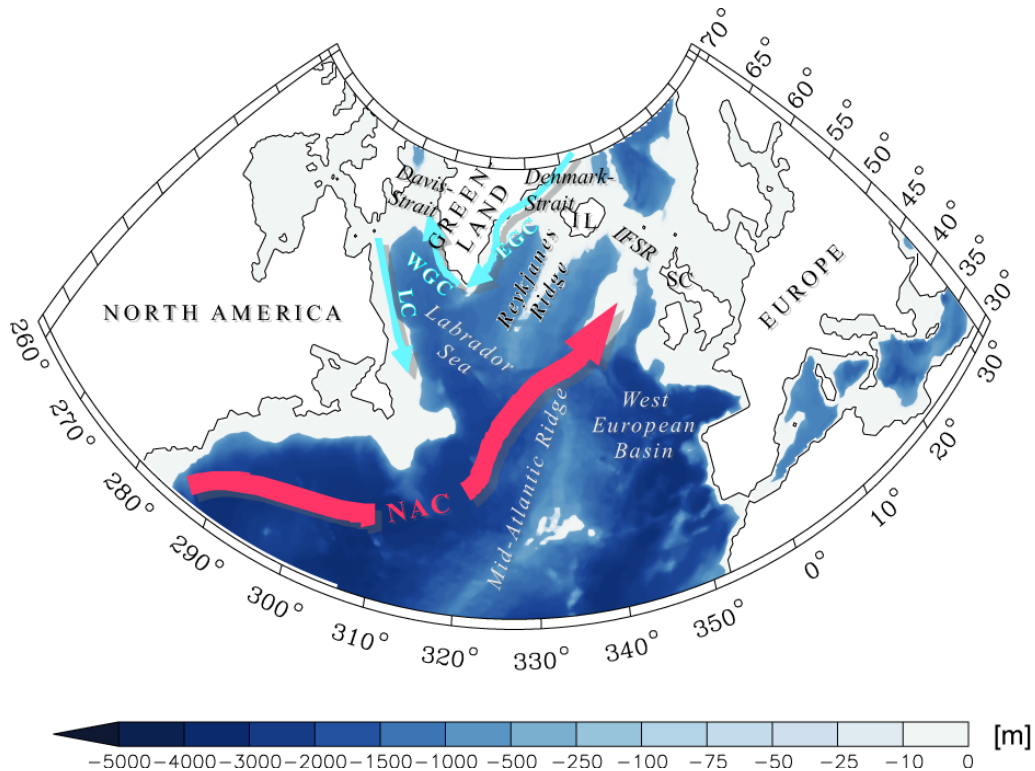 70°
65°
60°
55°
50°
45°
40°
35°
30°
Davis-
Strait
GREEN
LAND
Denmark-
Strait
IL
IFSR
SC
EGC
WGC
LC
Reykjanes
Ridge
Labrador
Sea
NORTH AMERICA
EUROPE
West
European
Basin
Mid-Atlantic Ridge
NAC
260°
270°
280°
290°
300°
310°
320°
330°
340°
350°
0°
10°
20°
30°
[m]
-5000 -4000 -3000 -2000 -1500 -1000 -500 -250 -100 -75 -50 -25 -10 0